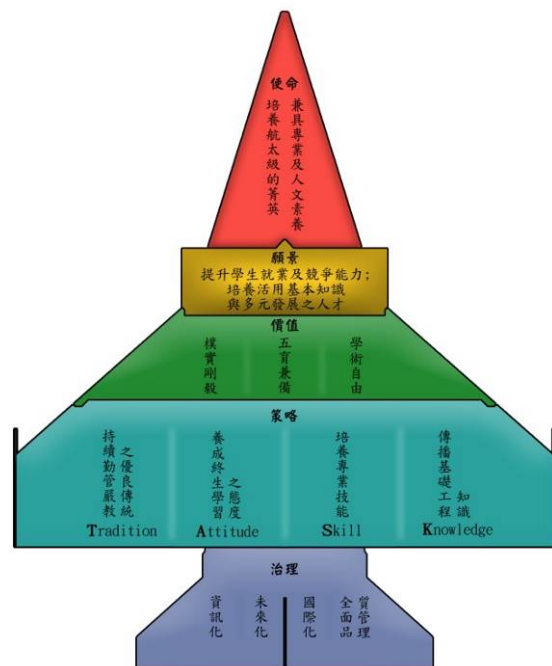 使命
培養航太級的菁英
兼具專業及人文素養
願景
提升學生就業及競爭能力;
培養活用基本知識
與多元發展之人才
價值
樸實剛毅
五育兼備
學術自由
策略
持續勤管嚴教
之優良傳統
Tradition
養成終生學習
之態度
Attitude
培養專業技能
Skill
傳播基礎工程
知識
Knowledge
治理
資訊化
未來化
國際化
全面品
質管理